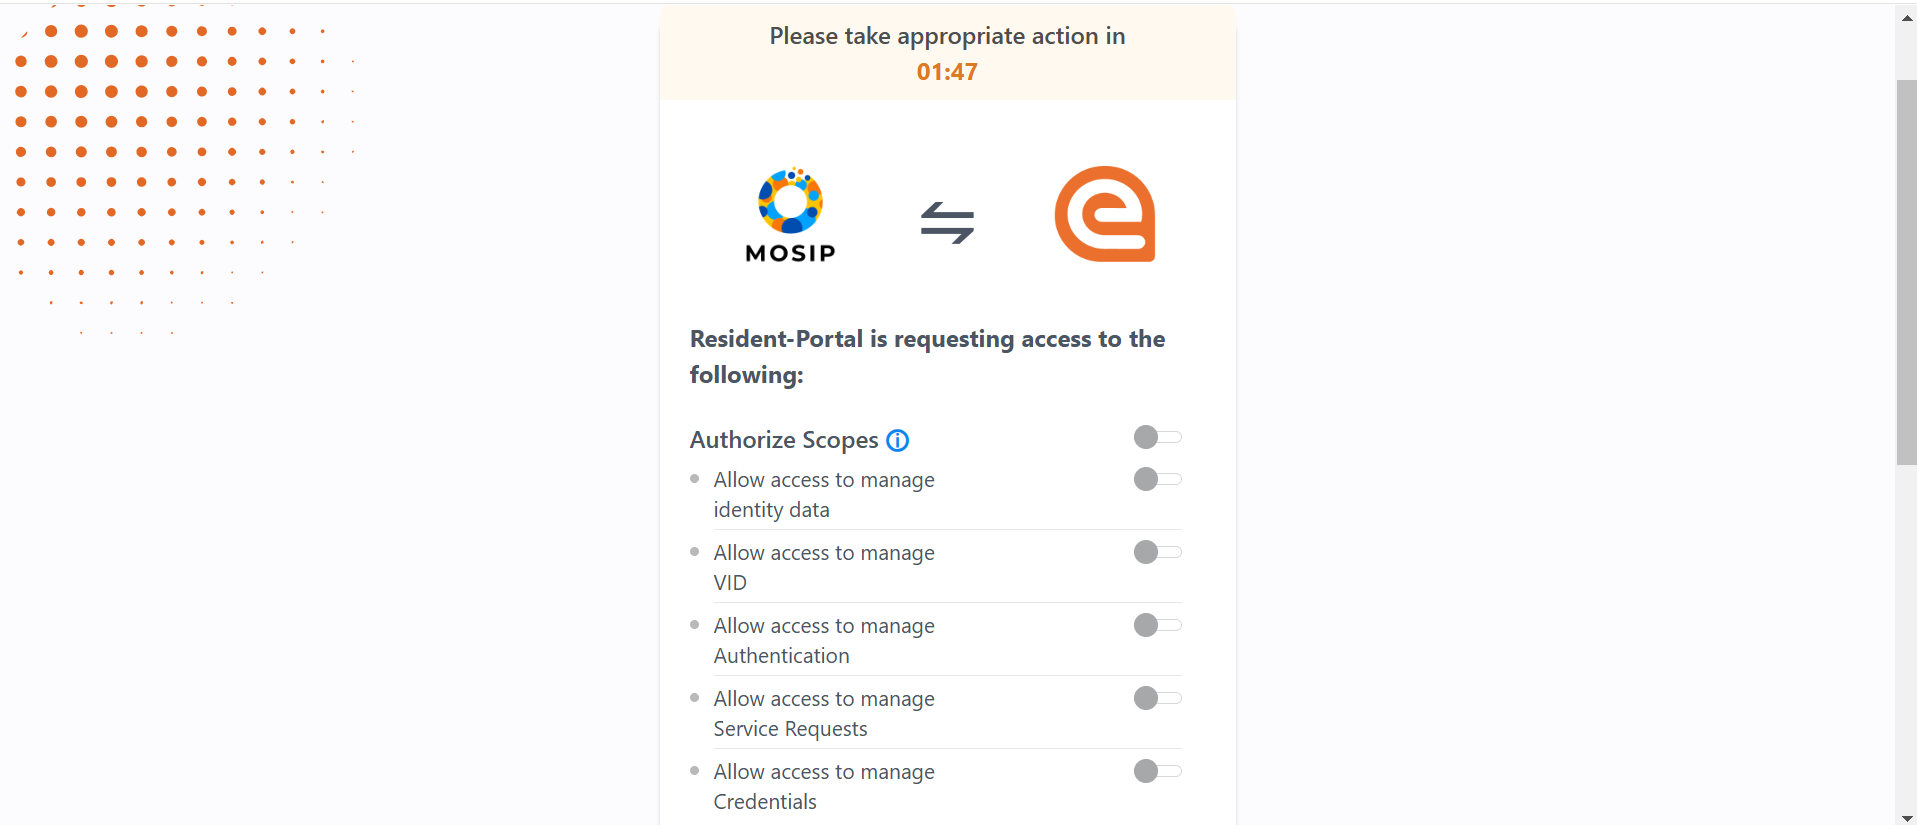 Please take appropriate action in
01:47
MOSIP
Resident-Portal is requesting access to the
following:
Authorize Scopes
Allow access to manage
identity data
Allow access to manage
VID
Allow access to manage
Authentication
Allow access to manage
Service Requests
Allow access to manage
Credentials